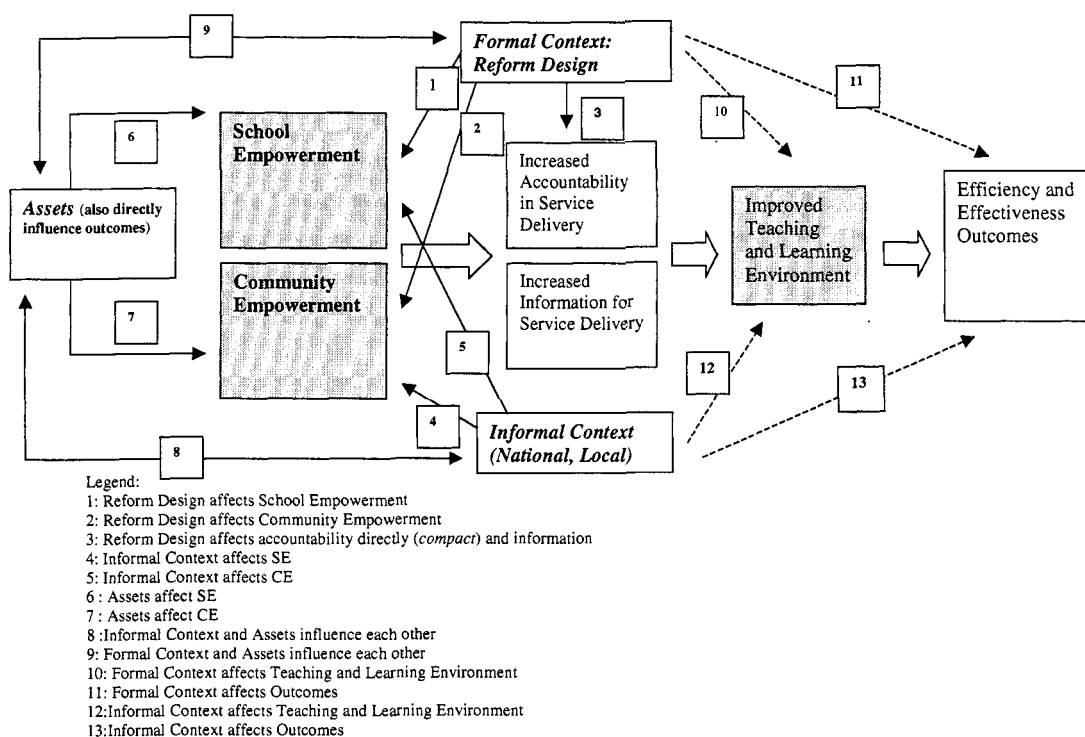 9
Formal Context:
Reform Design
1
2
3
6
10
11
School
Empowerment
Increased
Accountability
in Service
Delivery
Assets (also directly
influence outcomes)
Improved
Teaching
and Learning
Environment
Efficiency and
Effectiveness
Outcomes
Community
Empowerment
Increased
Information for
Service Delivery
7
5
12
13
4
Informal Context
(National, Local)
8
Legend:
1: Reform Design affects School Empowerment
2: Reform Design affects Community Empowerment
3: Reform Design affects accountability directly (compact) and information
4: Informal Context affects SE
5: Informal Context affects CE
6 : Assets affect SE
7 : Assets affect CE
8 :Informal Context and Assets influence each other
9: Formal Context and Assets influence each other
10: Formal Context affects Teaching and Learning Environment
11: Formal Context affects Outcomes
12:Informal Context affects Teaching and Learning Environment
13:Informal Context affects Outcomes